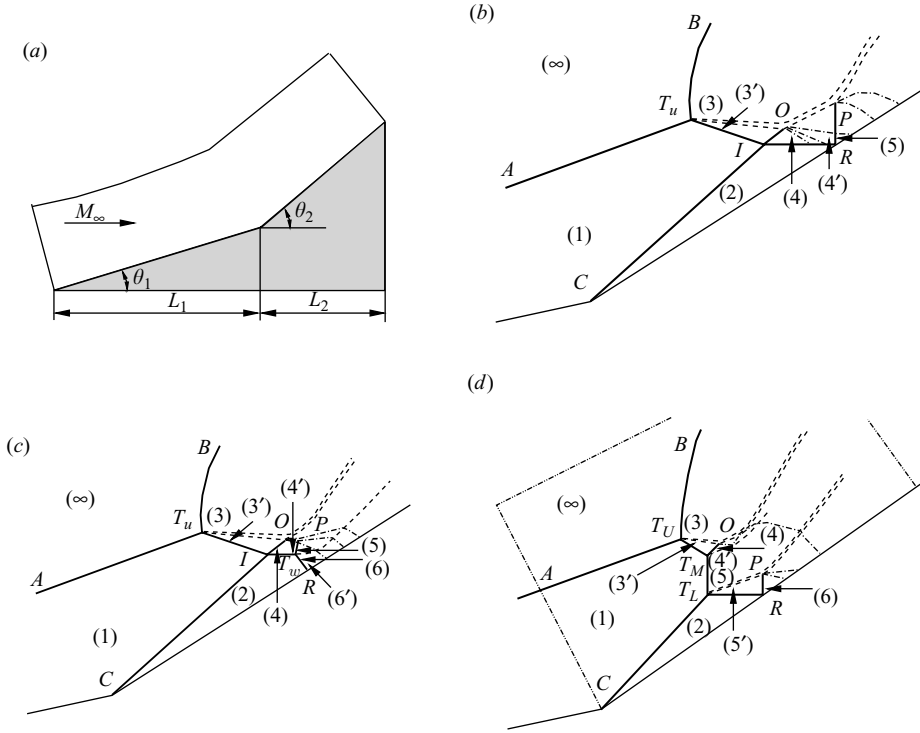 (a)
M∞
θ1
θ2
L1
L2
(b)
B
(∞)
Tu
(3)
(3′)
O
P
A
I
R
(5)
(2)
(4)
(4′)
(1)
C
(c)
B
(∞)
(4′)
Tu
(3)
(3′)
O
P
A
I
Tw
(5)
(6)
R
(2)
(4)
(6′)
(1)
C
(d)
B
(∞)
TU
(3)
O
(4)
(4′)
A
(3′)
TM
(5)
P
TL
(6)
(1)
(2)
R
(5′)
C